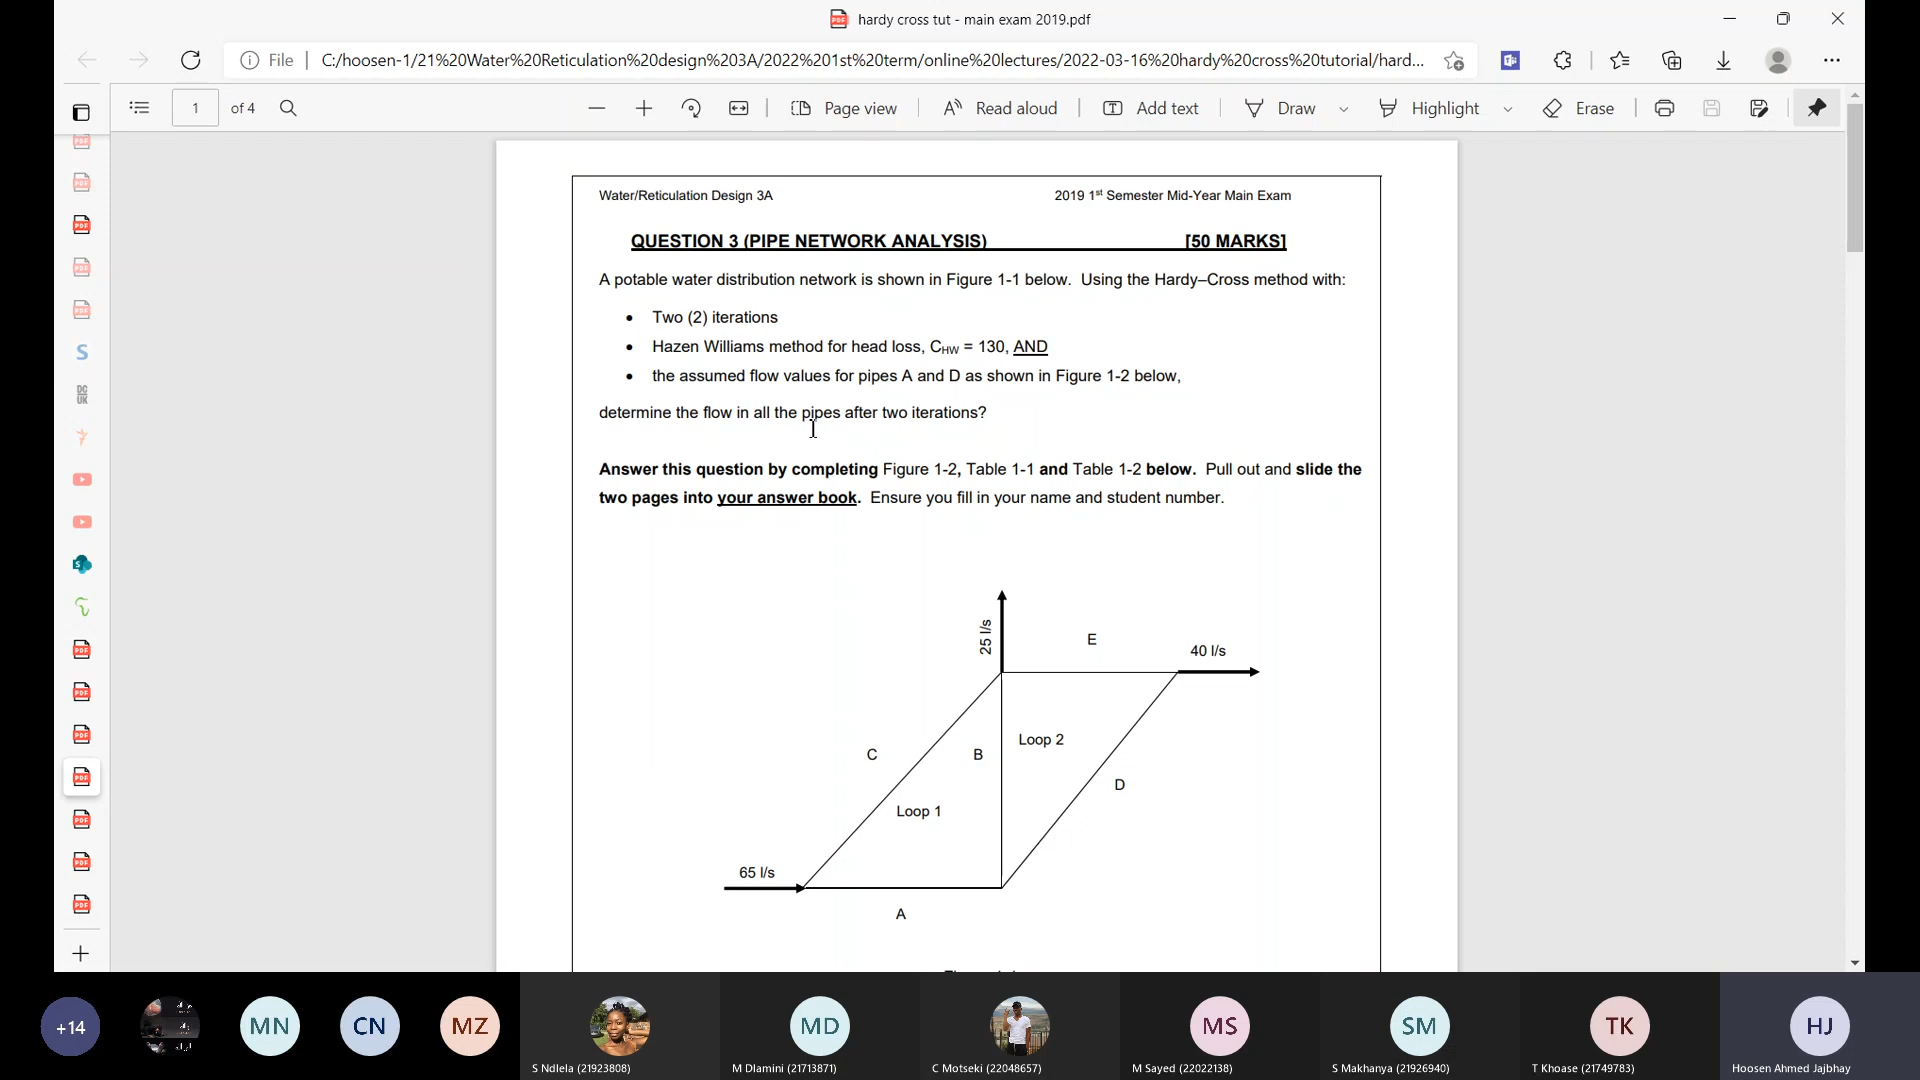 hardy cross tut - main exam 2019.pdf
File
C:/hoosen-1/21%20Water%20Reticulation%20design%203A/2022%201st%20term/online%20lectures/2022-03-16%20hardy%20cross%20tutorial/hard...
1 of 4
Page view
Read aloud
Add text
Draw
Highlight
Erase
Water/Reticulation Design 3A 2019 1st Semester Mid-Year Main Exam
QUESTION 3 (PIPE NETWORK ANALYSIS) [50 MARKS]
A potable water distribution network is shown in Figure 1-1 below. Using the Hardy–Cross method with:
• Two (2) iterations
• Hazen Williams method for head loss, CHW = 130, AND
• the assumed flow values for pipes A and D as shown in Figure 1-2 below,
determine the flow in all the pipes after two iterations?
Answer this question by completing Figure 1-2, Table 1-1 and Table 1-2 below. Pull out and slide the
two pages into your answer book. Ensure you fill in your name and student number.
25 l/s
E
40 l/s
C
B
Loop 2
D
Loop 1
65 l/s
A
+14
MN
CN
MZ
MD
MS
SM
TK
HJ
S Ndlela (21923808)
M Dlamini (21713871)
C Motseki (22048657)
M Sayed (22022138)
S Makhanya (21926940)
T Khoase (21749783)
Hoosen Ahmed Jajbhay